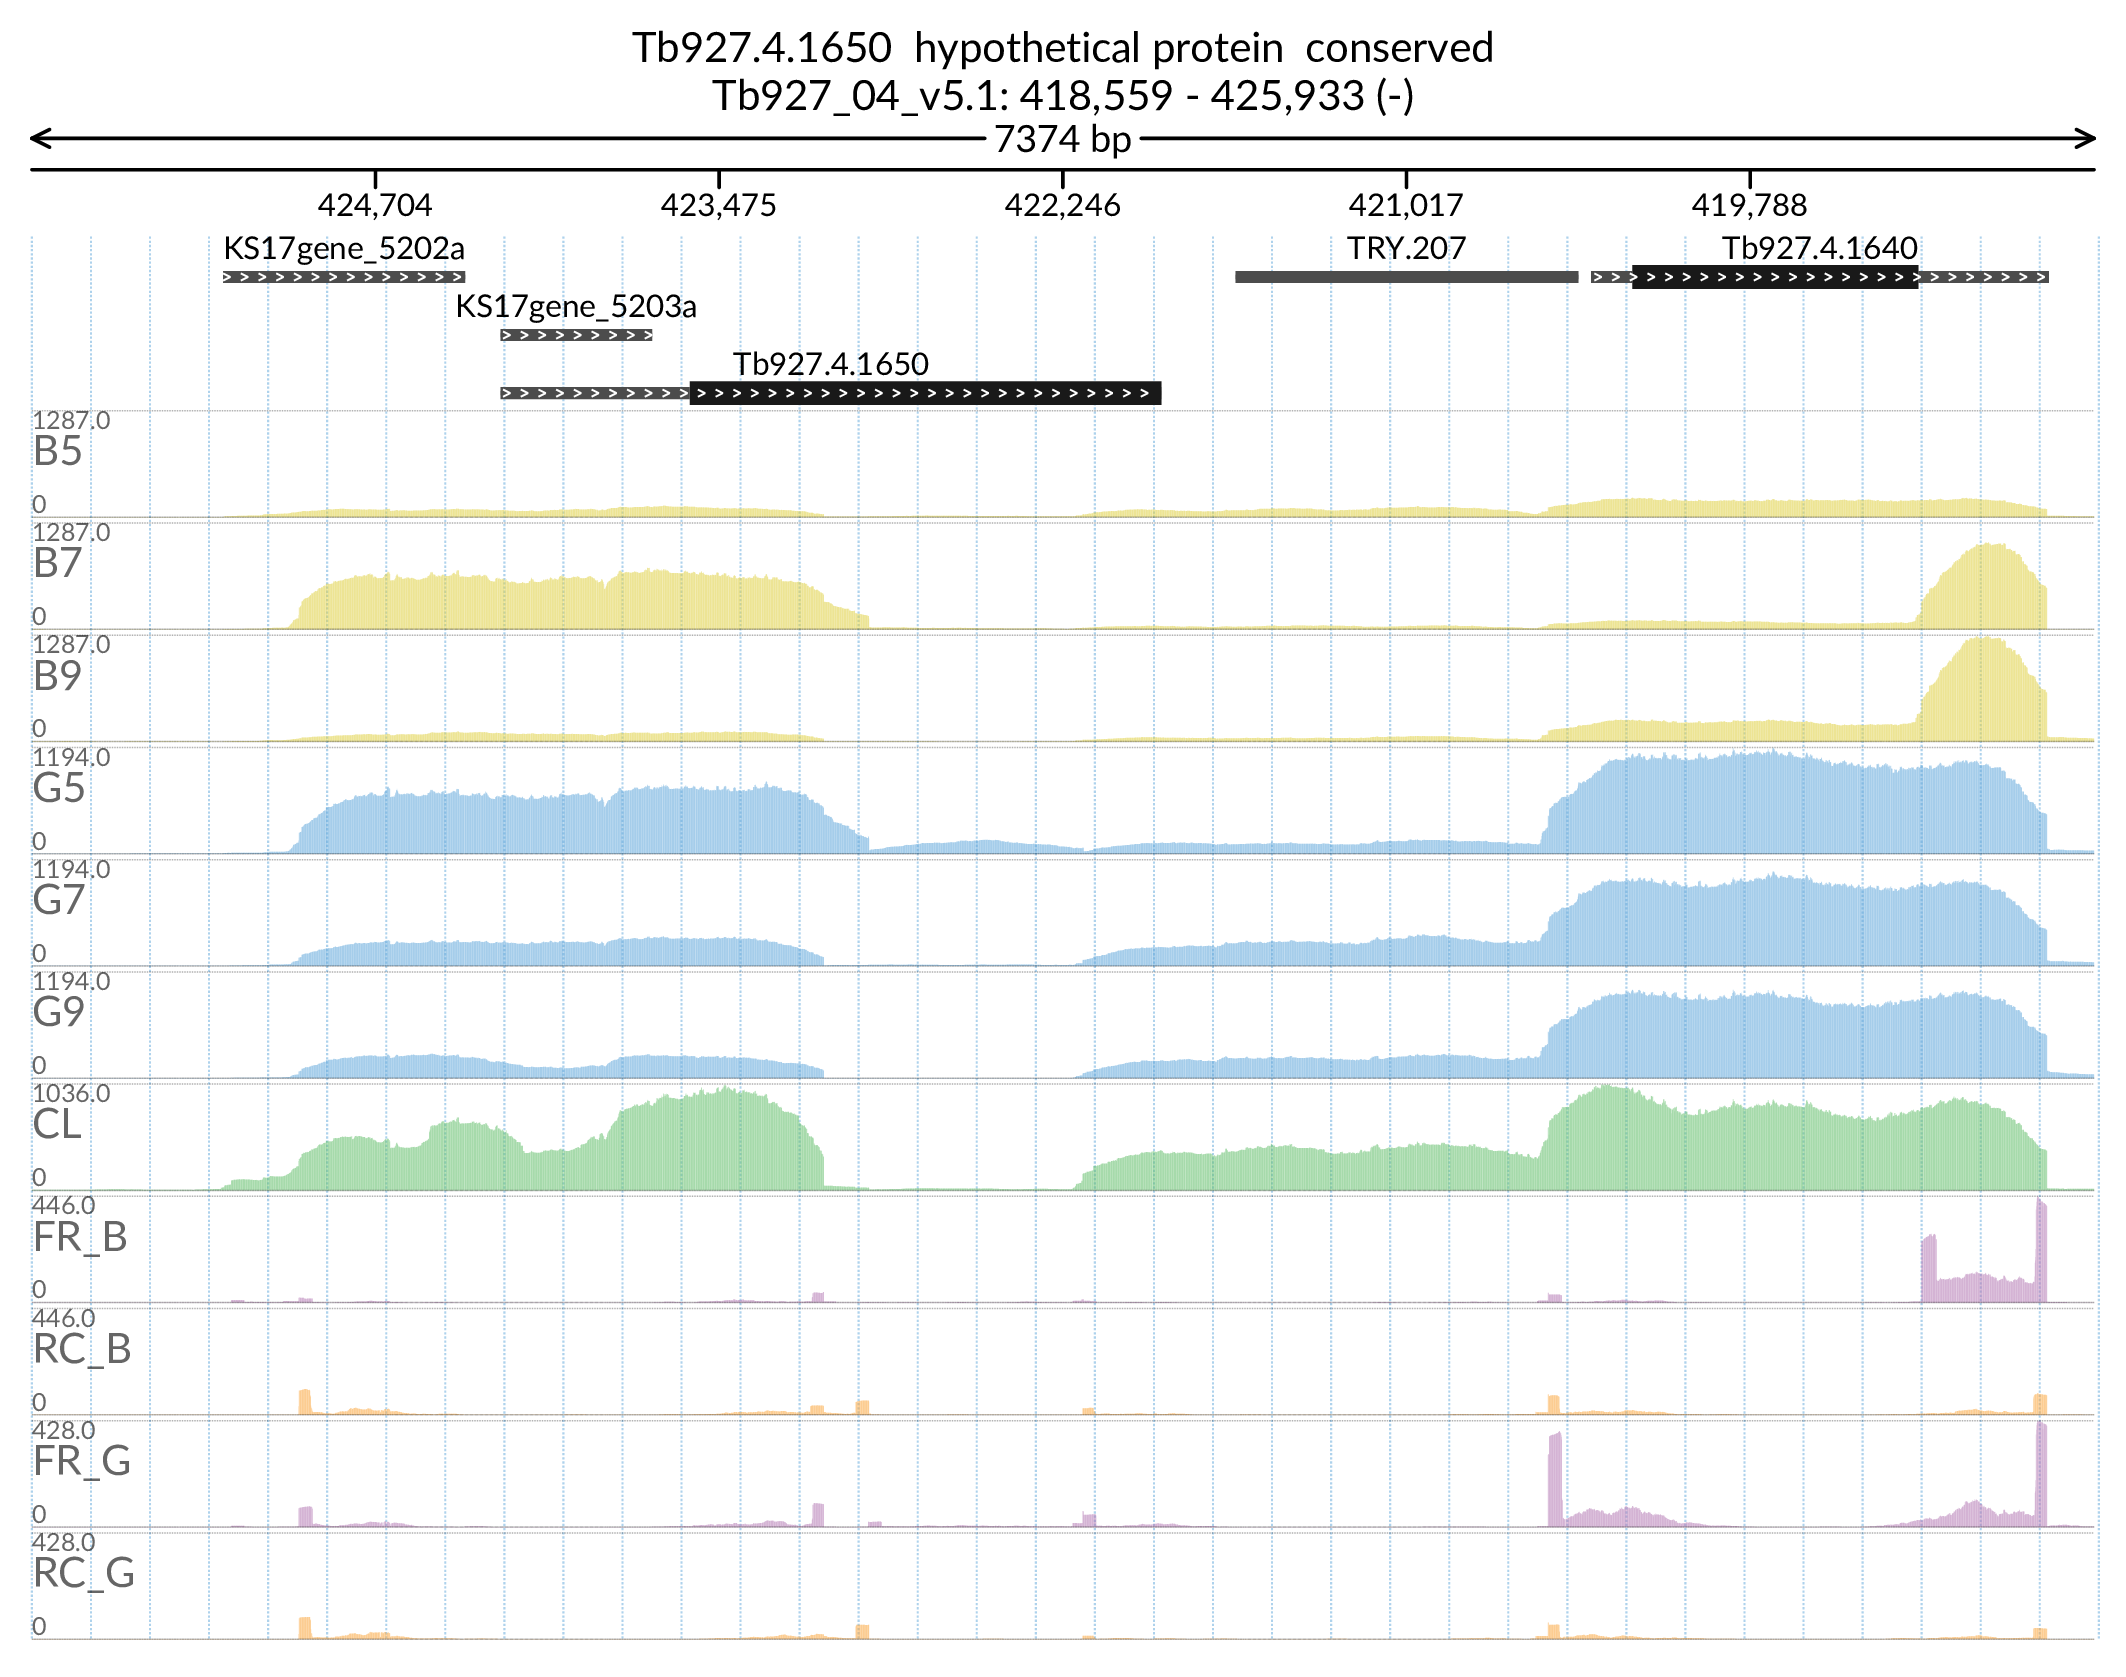 Tb927.4.1650  hypothetical protein  conserved
Tb927_04_v5.1: 418,559 - 425,933 (-)
7374 bp
424,704 423,475 422,246 421,017 419,788
KS17gene_5202a TRY.207 Tb927.4.1640
KS17gene_5203a
Tb927.4.1650
1287.0
B5
0
1287.0
B7
0
1287.0
B9
0
1194.0
G5
0
1194.0
G7
0
1194.0
G9
0
1036.0
CL
0
446.0
FR_B
0
446.0
RC_B
0
428.0
FR_G
0
428.0
RC_G
0